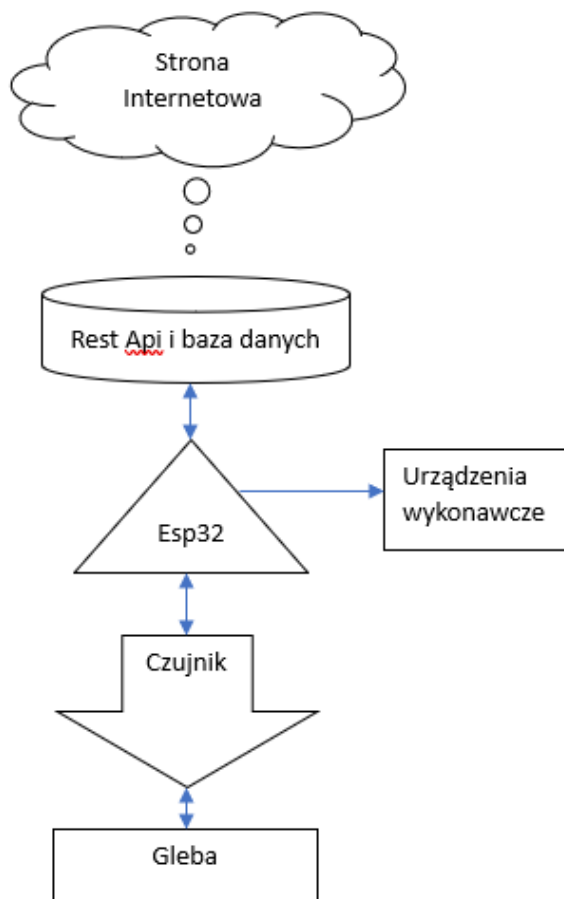 Strona
Internetowa
Rest Api i baza danych
Urządzenia
wykonawcze
Esp32
Czujnik
Gleba